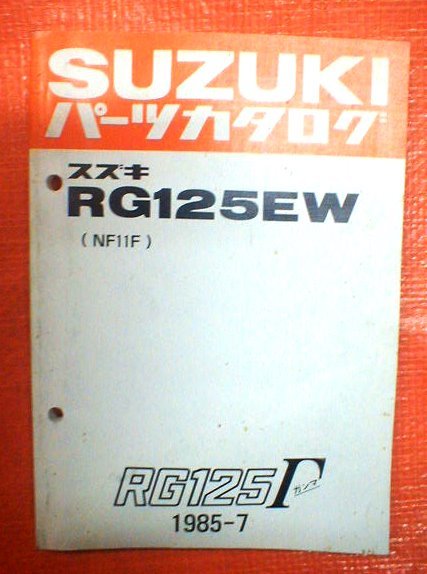 SUZUKI
パーツカタログ
スズキ
RG125EW
(NF11F)
RG125Γ ガンマ
1985-7